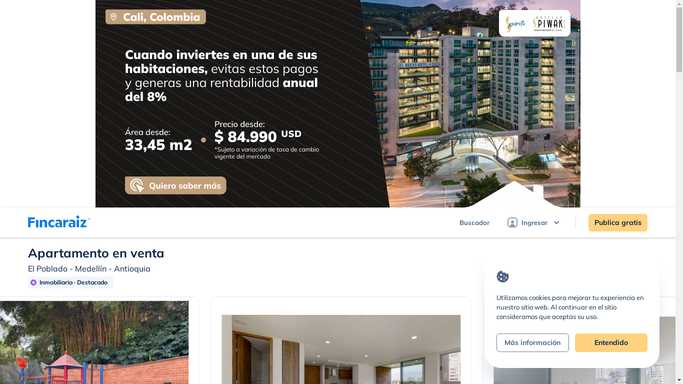 Cali, Colombia
Cuando inviertes en una de sus
habitaciones, evitas estos pagos
y generas una rentabilidad anual
del 8%
Área desde:
33,45 m2
Precio desde:
$ 84.990 USD
*Sujeto a variación de tasa de cambio
vigente del mercado
Quiero saber más
PIWAK
Fincaraíz
Buscador
Ingresar
Publica gratis
Apartamento en venta
El Poblado - Medellín - Antioquia
Inmobiliaria · Destacado
Utilizamos cookies para mejorar tu experiencia en
nuestro sitio web. Al continuar en el sitio
consideramos que aceptas su uso.
Más información
Entendido